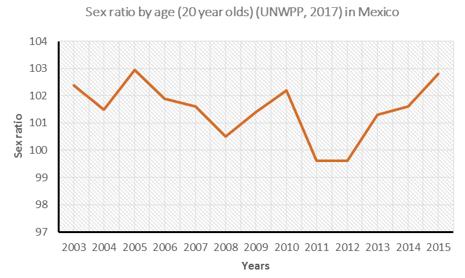 Sex ratio by age (20 year olds) (UNWPP, 2017) in Mexico
104
103
102
101
100
99
98
97
Sex ratio
2003 2004 2005 2006 2007 2008 2009 2010 2011 2012 2013 2014 2015
Years